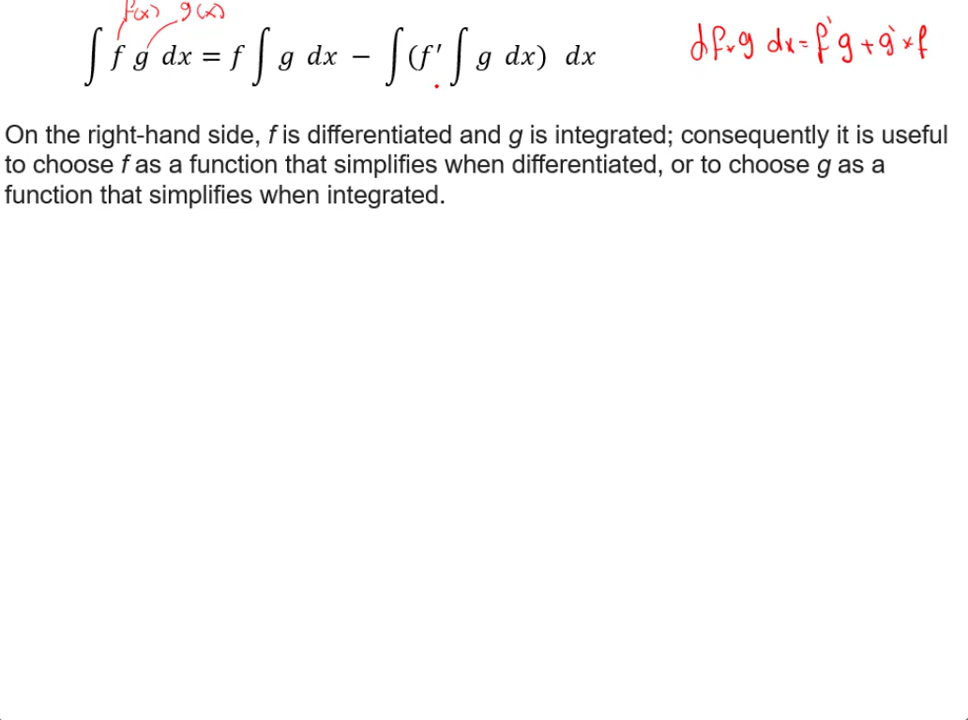 f(x) g(x)
∫ f g dx = f ∫ g dx − ∫ (f′ ∫ g dx) dx
d f×g dx = f' g + g' × f
On the right-hand side, f is differentiated and g is integrated; consequently it is useful
to choose f as a function that simplifies when differentiated, or to choose g as a
function that simplifies when integrated.